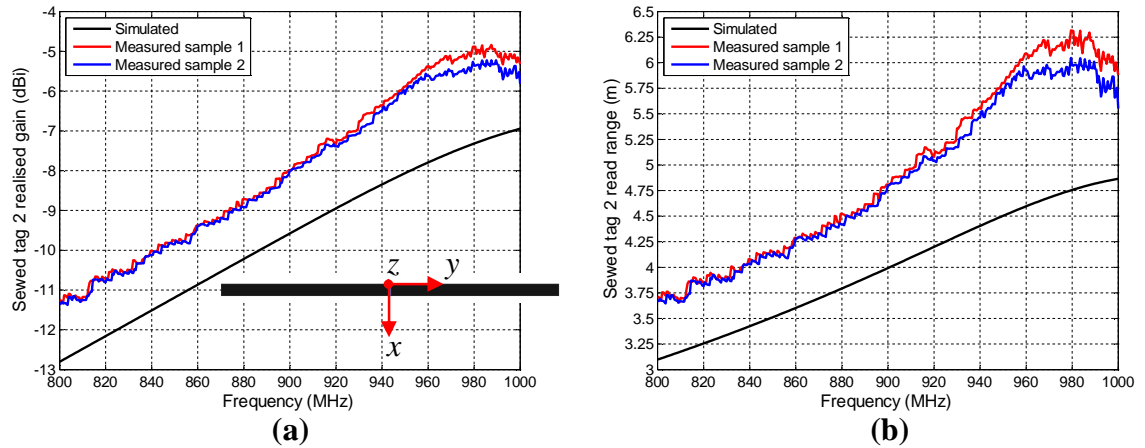 Sewed tag 2 realised gain (dBi)
-4
-5
-6
-7
-8
-9
-10
-11
-12
-13
Simulated
Measured sample 1
Measured sample 2
z
y
x
800 820 840 860 880 900 920 940 960 980 1000
Frequency (MHz)
(a)
Sewed tag 2 read range (m)
6.5
6.25
6
5.75
5.5
5.25
5
4.75
4.5
4.25
4
3.75
3.5
3.25
3
Simulated
Measured sample 1
Measured sample 2
800 820 840 860 880 900 920 940 960 980 1000
Frequency (MHz)
(b)